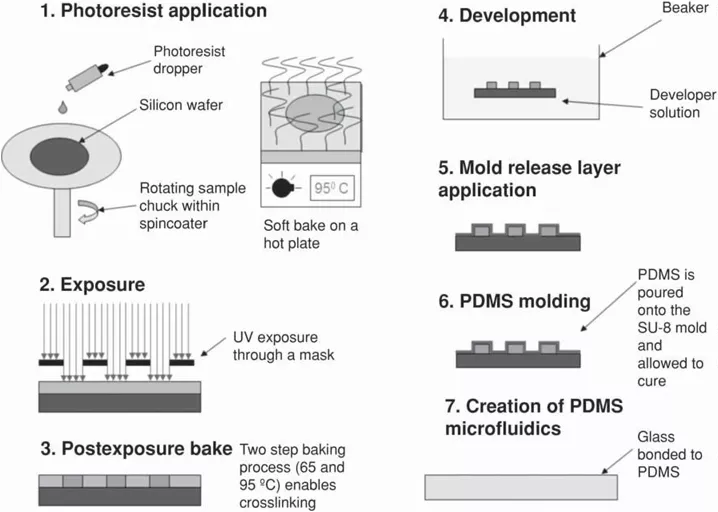 1. Photoresist application
Photoresist
dropper
Silicon wafer
Rotating sample
chuck within
spincoater
95⁰ C
Soft bake on a
hot plate
2. Exposure
UV exposure
through a mask
3. Postexposure bake
Two step baking
process (65 and
95 ºC) enables
crosslinking
4. Development
Beaker
Developer
solution
5. Mold release layer
application
6. PDMS molding
PDMS is
poured
onto the
SU-8 mold
and
allowed to
cure
7. Creation of PDMS
microfluidics
Glass
bonded to
PDMS